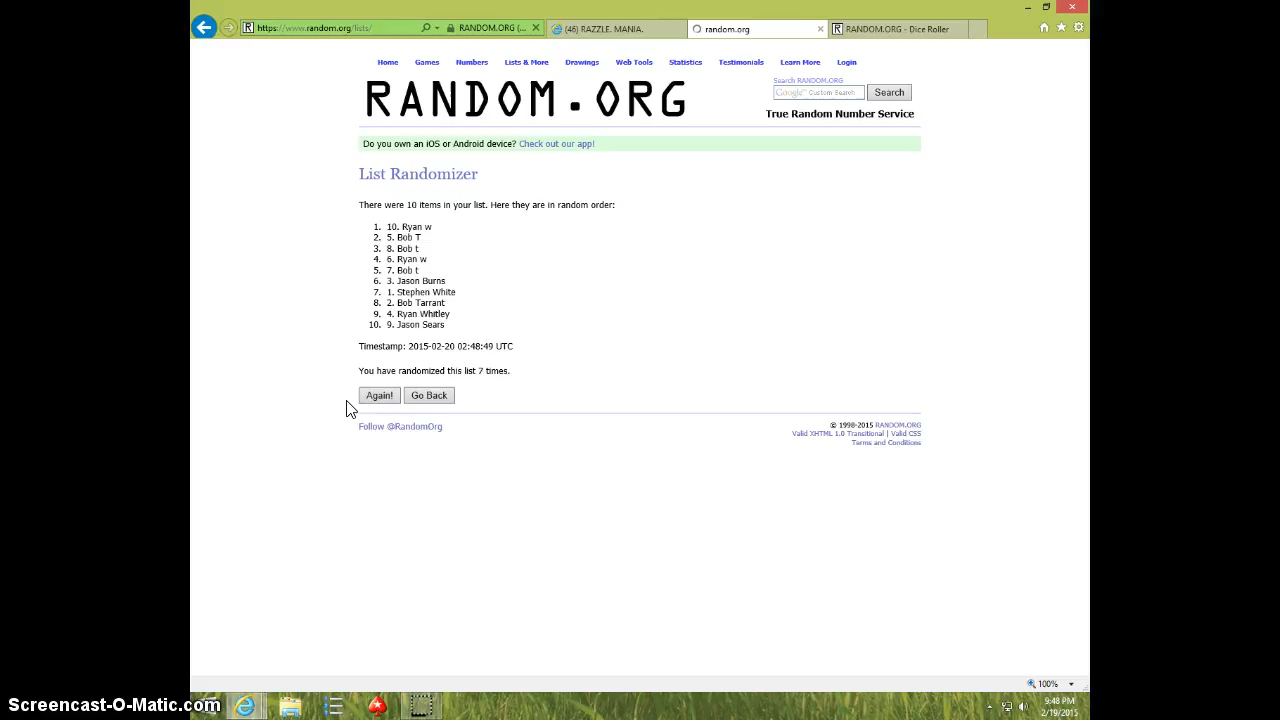 https://www.random.org/lists/
RANDOM.ORG (...
(46) RAZZLE. MANIA.
random.org
RANDOM.ORG - Dice Roller
Home Games Numbers Lists & More Drawings Web Tools Statistics Testimonials Learn More Login
Search RANDOM.ORG
Google™ Custom Search Search
RANDOM.ORG
True Random Number Service
Do you own an iOS or Android device? Check out our app!
List Randomizer
There were 10 items in your list. Here they are in random order:
1. 10. Ryan w
2. 5. Bob T
3. 8. Bob t
4. 6. Ryan w
5. 7. Bob t
6. 3. Jason Burns
7. 1. Stephen White
8. 2. Bob Tarrant
9. 4. Ryan Whitley
10. 9. Jason Sears
Timestamp: 2015-02-20 02:48:49 UTC
You have randomized this list 7 times.
Again! Go Back
Follow @RandomOrg
© 1998-2015 RANDOM.ORG
Valid XHTML 1.0 Transitional | Valid CSS
Terms and Conditions
100%
Screencast-O-Matic.com
9:48 PM
2/19/2015